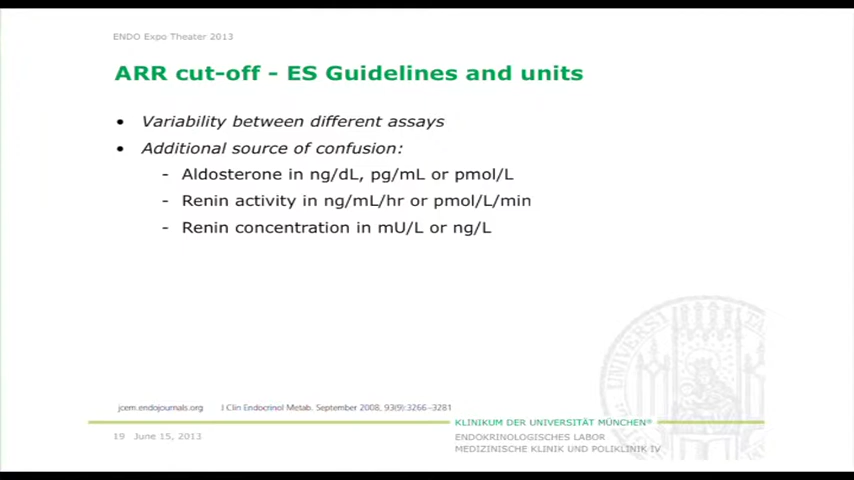 ENDO Expo Theater 2013
ARR cut-off - ES Guidelines and units
• Variability between different assays
• Additional source of confusion:
- Aldosterone in ng/dL, pg/mL or pmol/L
- Renin activity in ng/mL/hr or pmol/L/min
- Renin concentration in mU/L or ng/L
jcem.endojournals.org J Clin Endocrinol Metab. September 2008, 93(9):3266–3281
KLINIKUM DER UNIVERSITÄT MÜNCHEN®
19 June 15, 2013
ENDOKRINOLOGISCHES LABOR
MEDIZINISCHE KLINIK UND POLIKLINIK IV